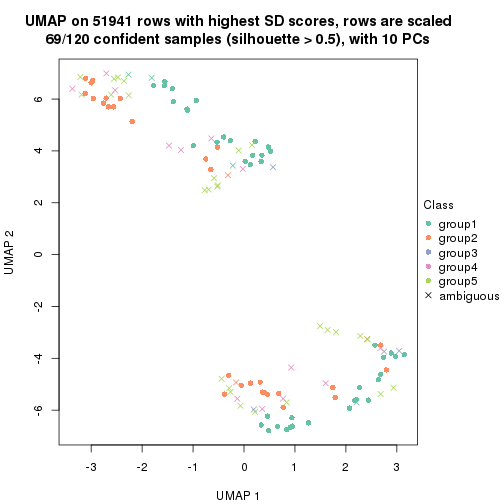 UMAP on 51941 rows with highest SD scores, rows are scaled
69/120 confident samples (silhouette > 0.5), with 10 PCs
6
4
2
0
-2
-4
-6
UMAP 2
-3
-2
-1
0
1
2
3
UMAP 1
Class
group1
group2
group3
group4
group5
ambiguous